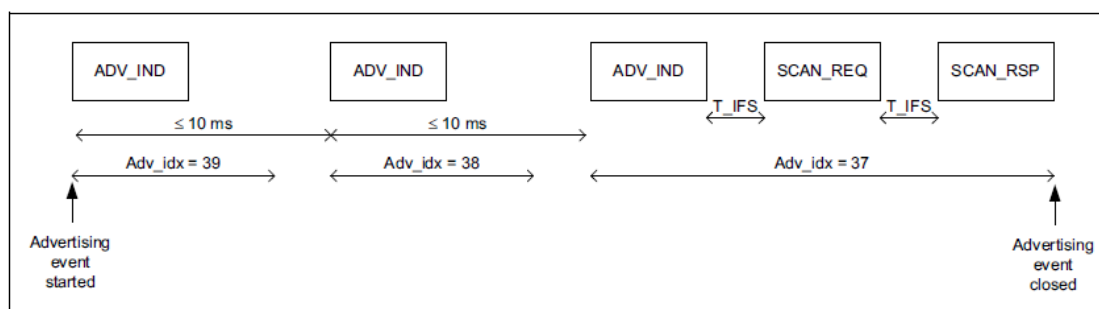 ADV_IND
ADV_IND
ADV_IND
SCAN_REQ
SCAN_RSP
T_IFS
T_IFS
≤ 10 ms
≤ 10 ms
Adv_idx = 39
Adv_idx = 38
Adv_idx = 37
Advertising
event
started
Advertising
event
closed